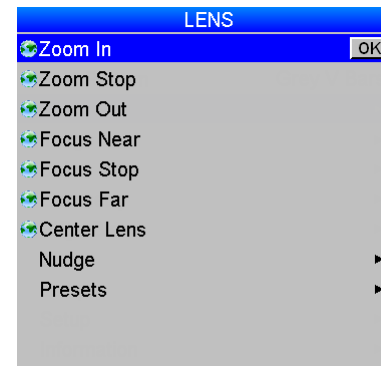 LENS
Zoom In OK
Zoom Stop
Zoom Out
Focus Near
Focus Stop
Focus Far
Center Lens
Nudge
Presets